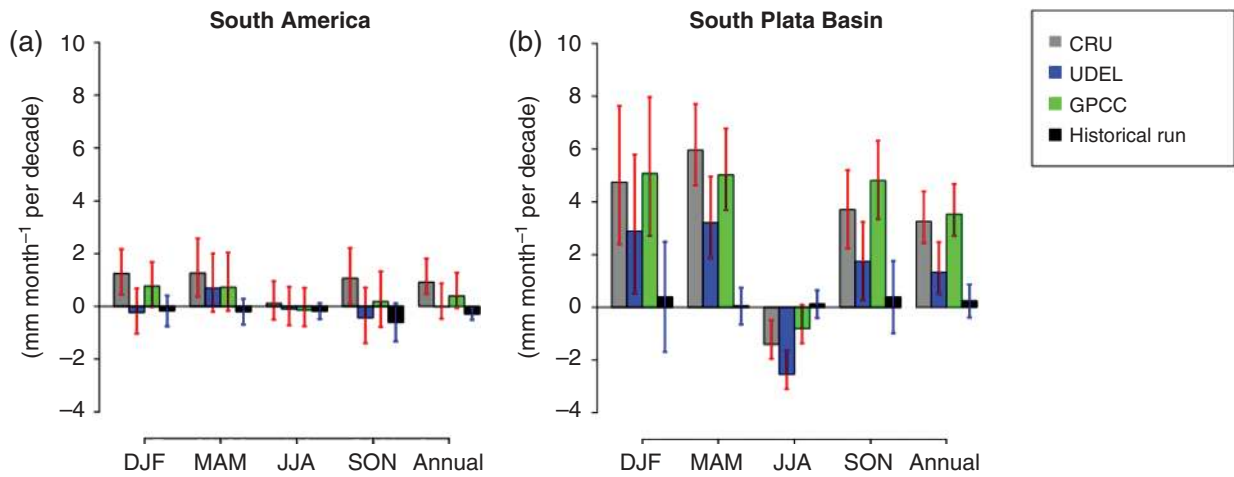 South America
South Plata Basin
(a)
(mm month⁻¹ per decade)
10
8
6
4
2
0
−2
−4
DJF MAM JJA SON Annual
(b)
(mm month⁻¹ per decade)
10
8
6
4
2
0
−2
−4
DJF MAM JJA SON Annual
CRU
UDEL
GPCC
Historical run